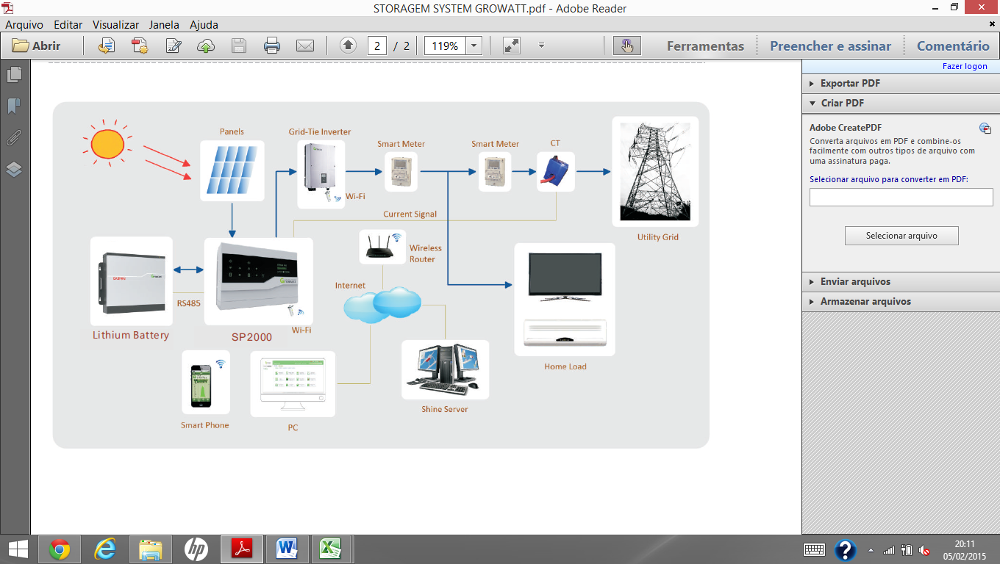 STORAGEM SYSTEM GROWATT.pdf - Adobe Reader
Arquivo Editar Visualizar Janela Ajuda
Abrir
2 / 2
119%
Ferramentas
Preencher e assinar
Comentário
Fazer logon
Exportar PDF
Criar PDF
Adobe CreatePDF
Converta arquivos em PDF e combine-os
facilmente com outros tipos de arquivo com
uma assinatura paga.
Selecionar arquivo para converter em PDF:
Selecionar arquivo
Enviar arquivos
Armazenar arquivos
Panels
Grid-Tie Inverter
Smart Meter
Smart Meter
CT
Wi-Fi
Current Signal
Utility Grid
Wireless
Router
Internet
RS485
Lithium Battery
SP2000
Wi-Fi
Home Load
Shine Server
Smart Phone
PC
hp
20:11
05/02/2015